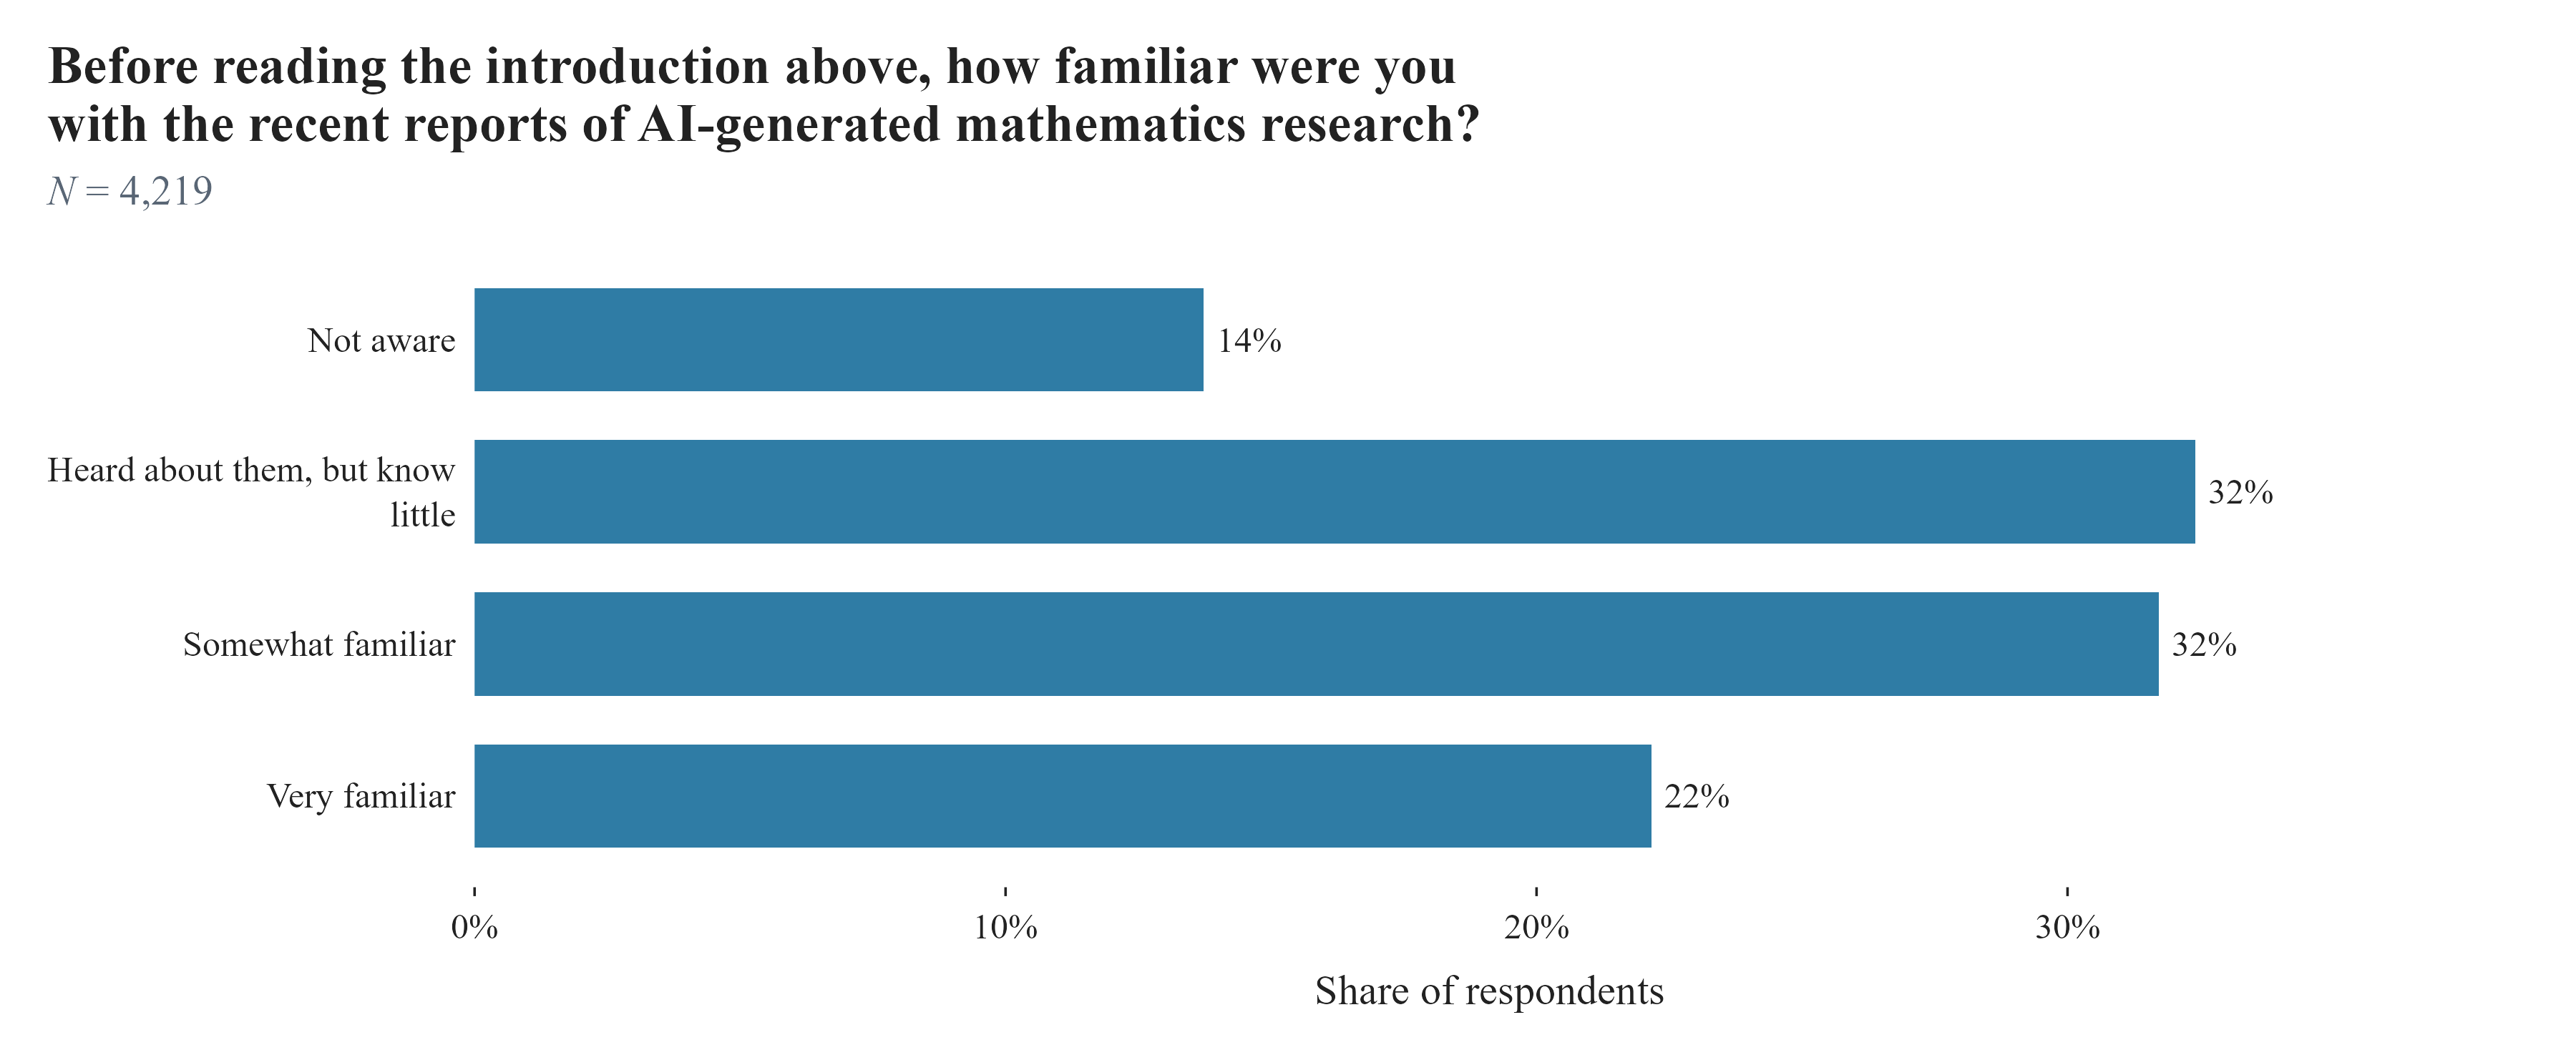 Before reading the introduction above, how familiar were you
with the recent reports of AI-generated mathematics research?
N = 4,219
Not aware
14%
Heard about them, but know
little
32%
Somewhat familiar
32%
Very familiar
22%
0%
10%
20%
30%
Share of respondents